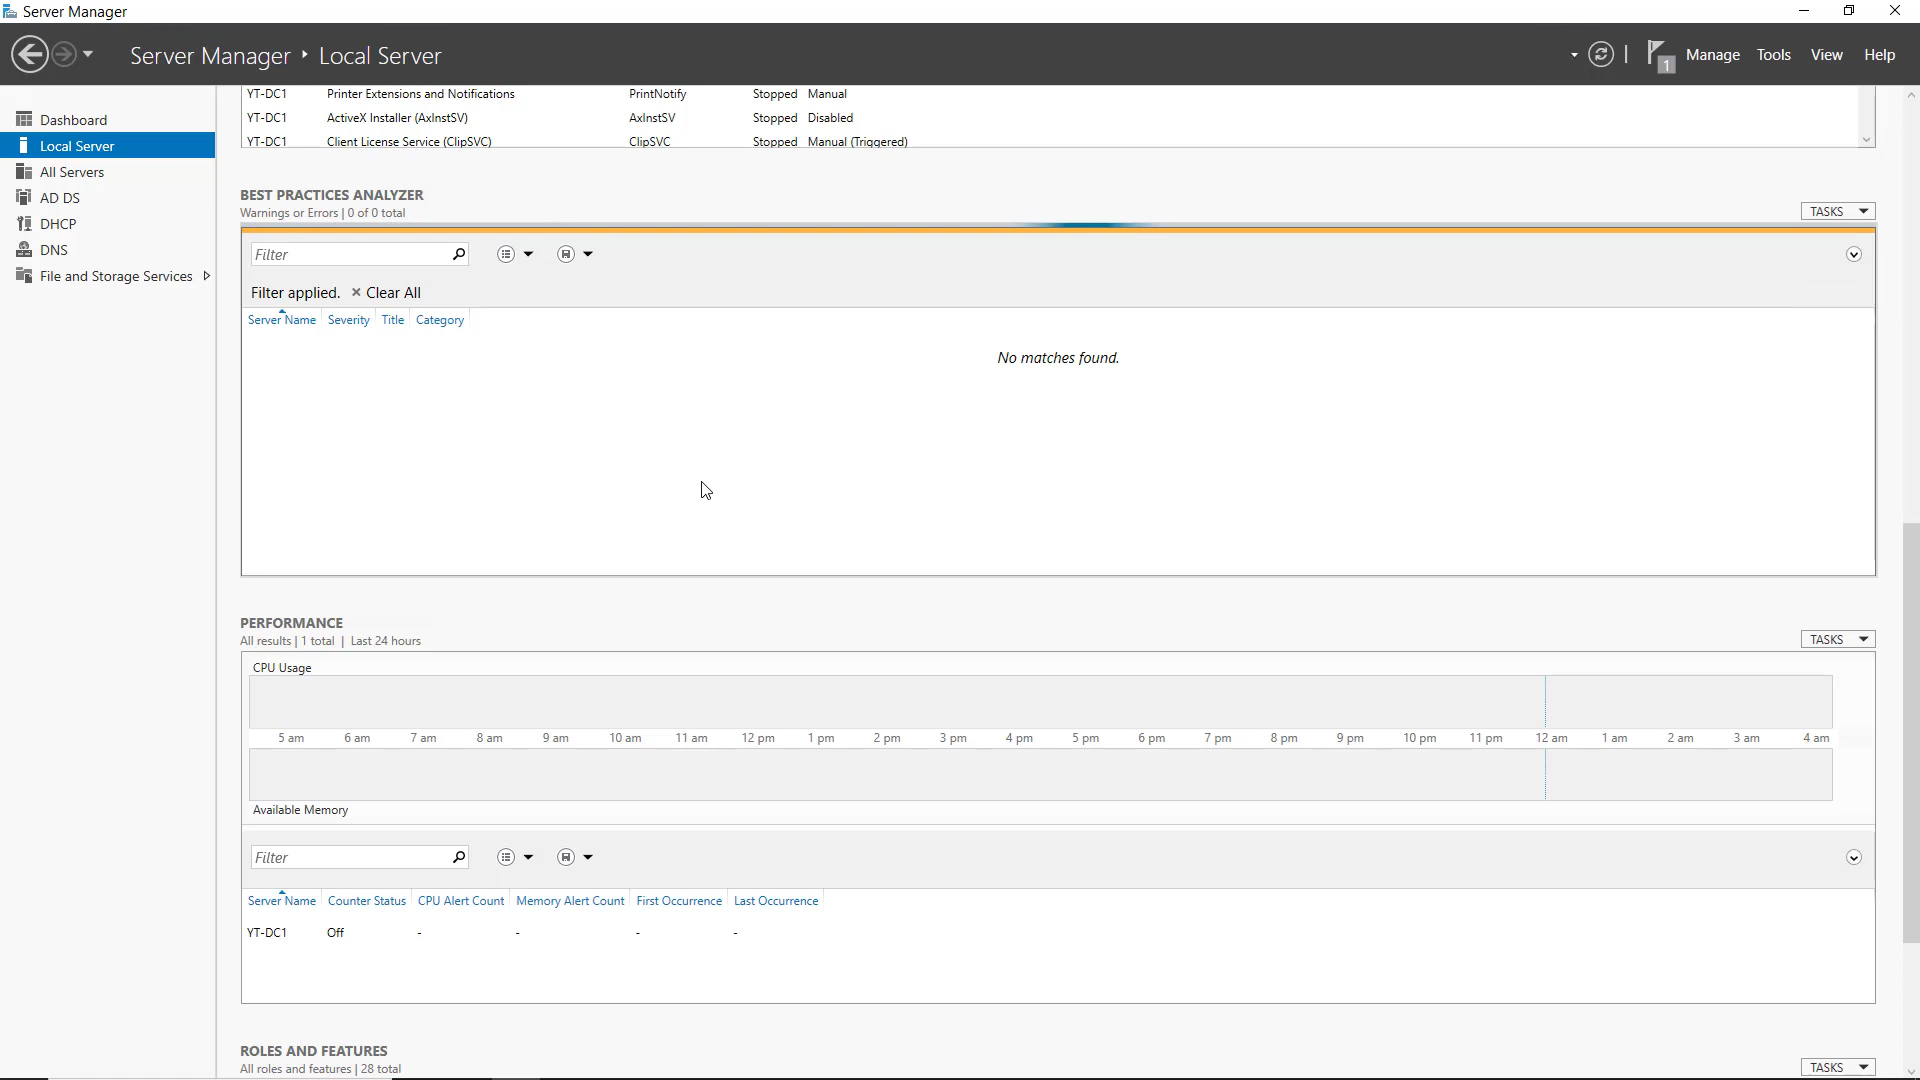 Server Manager
Server Manager ‣ Local Server
1
Manage
Tools
View
Help
Dashboard
Local Server
All Servers
AD DS
DHCP
DNS
File and Storage Services
YT-DC1 Printer Extensions and Notifications PrintNotify Stopped Manual
YT-DC1 ActiveX Installer (AxInstSV) AxInstSV Stopped Disabled
YT-DC1 Client License Service (ClipSVC) ClipSVC Stopped Manual (Triggered)
BEST PRACTICES ANALYZER
Warnings or Errors | 0 of 0 total
TASKS
Filter
Filter applied. × Clear All
Server Name Severity Title Category
No matches found.
PERFORMANCE
All results | 1 total | Last 24 hours
TASKS
CPU Usage
5 am 6 am 7 am 8 am 9 am 10 am 11 am 12 pm 1 pm 2 pm 3 pm 4 pm 5 pm 6 pm 7 pm 8 pm 9 pm 10 pm 11 pm 12 am 1 am 2 am 3 am 4 am
Available Memory
Filter
Server Name Counter Status CPU Alert Count Memory Alert Count First Occurrence Last Occurrence
YT-DC1 Off - - - -
ROLES AND FEATURES
All roles and features | 28 total
TASKS